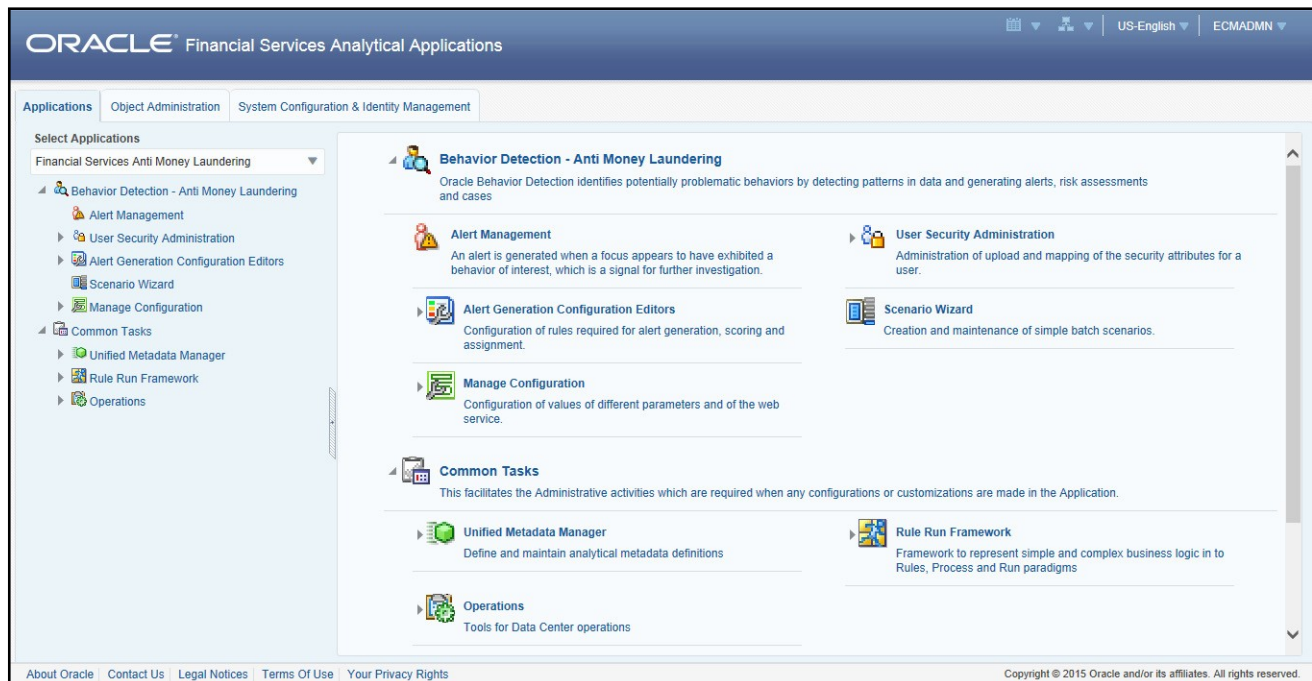 ORACLE® Financial Services Analytical Applications
US-English
ECMADMN
Applications
Object Administration
System Configuration & Identity Management
Select Applications
Financial Services Anti Money Laundering
Behavior Detection - Anti Money Laundering
Alert Management
User Security Administration
Alert Generation Configuration Editors
Scenario Wizard
Manage Configuration
Common Tasks
Unified Metadata Manager
Rule Run Framework
Operations
Behavior Detection - Anti Money Laundering
Oracle Behavior Detection identifies potentially problematic behaviors by detecting patterns in data and generating alerts, risk assessments
and cases
Alert Management
An alert is generated when a focus appears to have exhibited a
behavior of interest, which is a signal for further investigation.
User Security Administration
Administration of upload and mapping of the security attributes for a
user.
Alert Generation Configuration Editors
Configuration of rules required for alert generation, scoring and
assignment.
Scenario Wizard
Creation and maintenance of simple batch scenarios.
Manage Configuration
Configuration of values of different parameters and of the web
service.
Common Tasks
This facilitates the Administrative activities which are required when any configurations or customizations are made in the Application.
Unified Metadata Manager
Define and maintain analytical metadata definitions
Rule Run Framework
Framework to represent simple and complex business logic in to
Rules, Process and Run paradigms
Operations
Tools for Data Center operations
About Oracle
Contact Us
Legal Notices
Terms Of Use
Your Privacy Rights
Copyright © 2015 Oracle and/or its affiliates. All rights reserved.